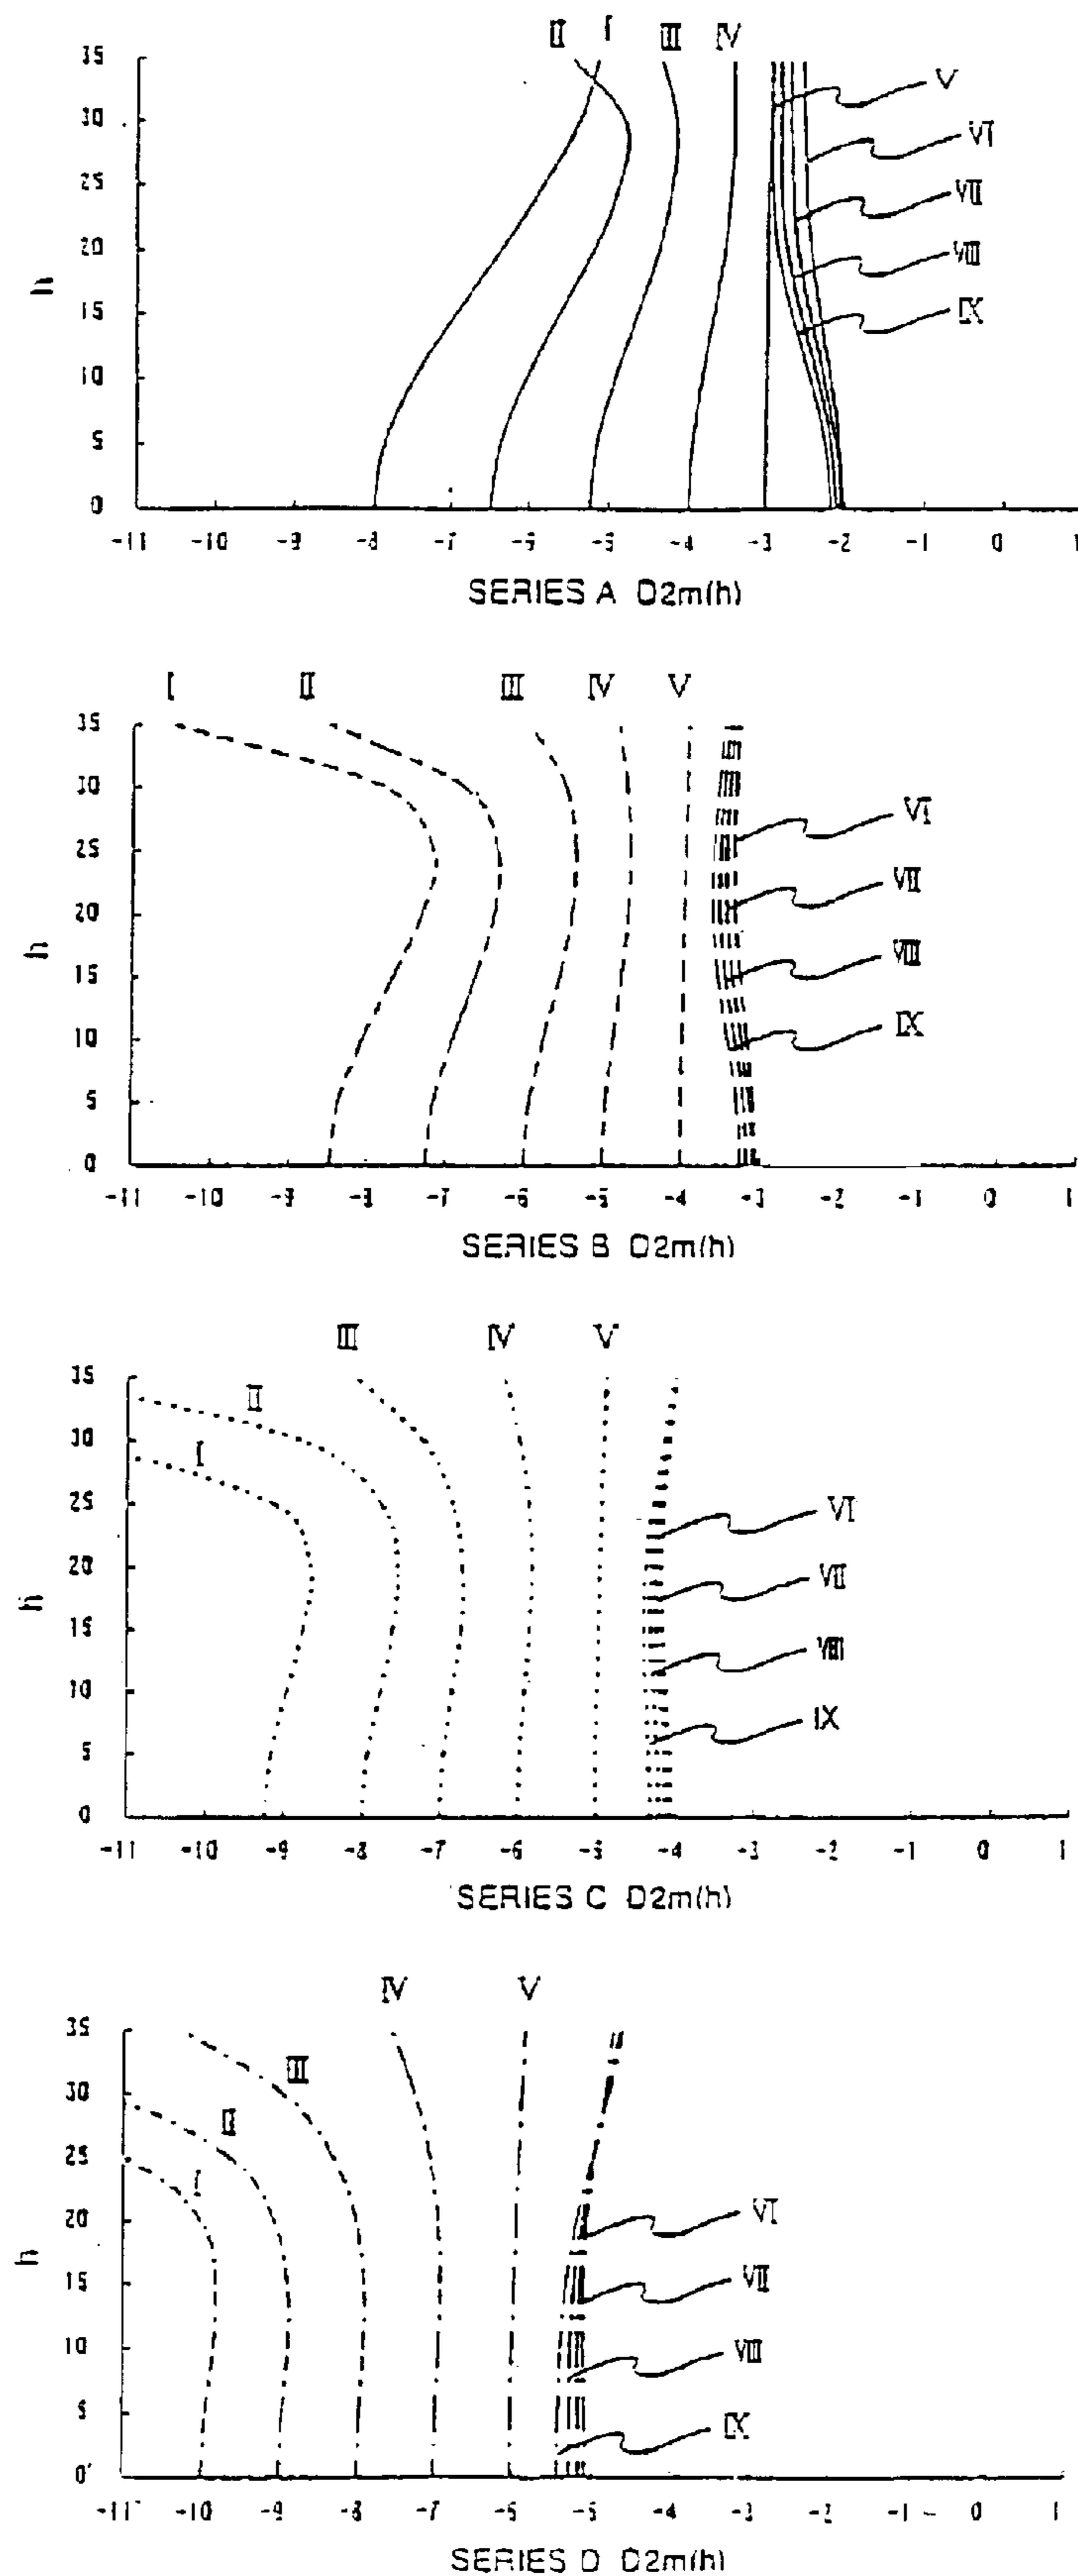 II I III IV
35
30
25
20
15
10
5
0
h
V
VI
VII
VIII
IX
-11 -10 -9 -8 -7 -6 -5 -4 -3 -2 -1 0 1
SERIES A D2m(h)
I II III IV V
35
30
25
20
15
10
5
0
h
VI
VII
VIII
IX
-11 -10 -9 -8 -7 -6 -5 -4 -3 -2 -1 0 1
SERIES B D2m(h)
III IV V
II
I
35
30
25
20
15
10
5
0
h
VI
VII
VIII
IX
-11 -10 -9 -8 -7 -6 -5 -4 -3 -2 -1 0 1
SERIES C D2m(h)
IV V
III
II
I
35
30
25
20
15
10
5
0
h
VI
VII
VIII
IX
-11 -10 -9 -8 -7 -6 -5 -4 -3 -2 -1 0 1
SERIES D D2m(h)